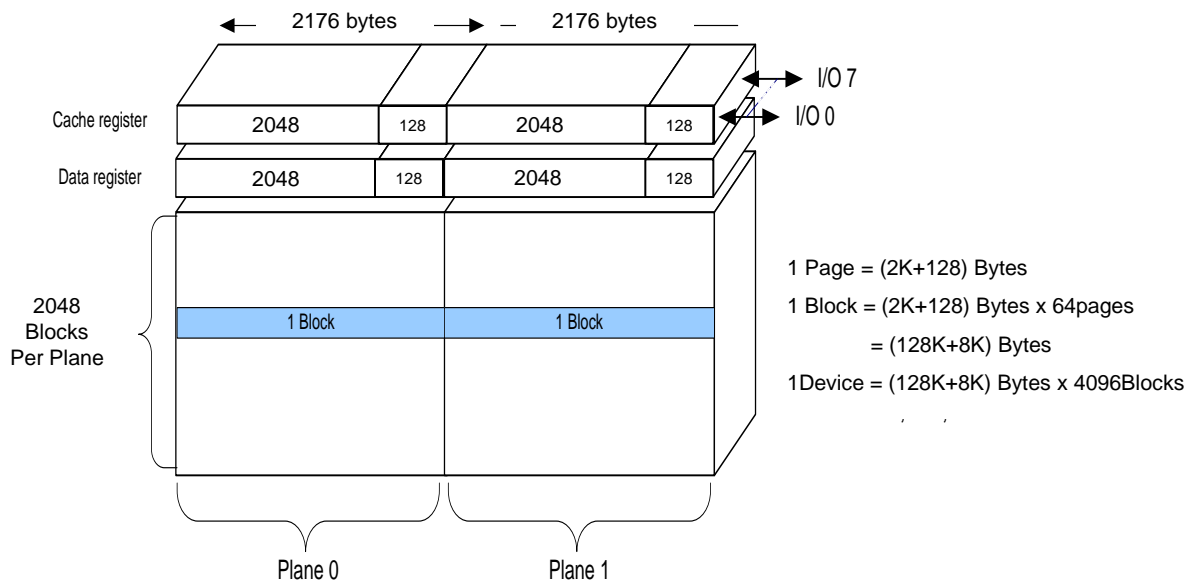 2176 bytes
2176 bytes
I/O 7
I/O 0
Cache register
2048
128
2048
128
Data register
2048
128
2048
128
2048
Blocks
Per Plane
1 Block
1 Block
1 Page = (2K+128) Bytes
1 Block = (2K+128) Bytes x 64pages
= (128K+8K) Bytes
1Device = (128K+8K) Bytes x 4096Blocks
, ,
Plane 0
Plane 1